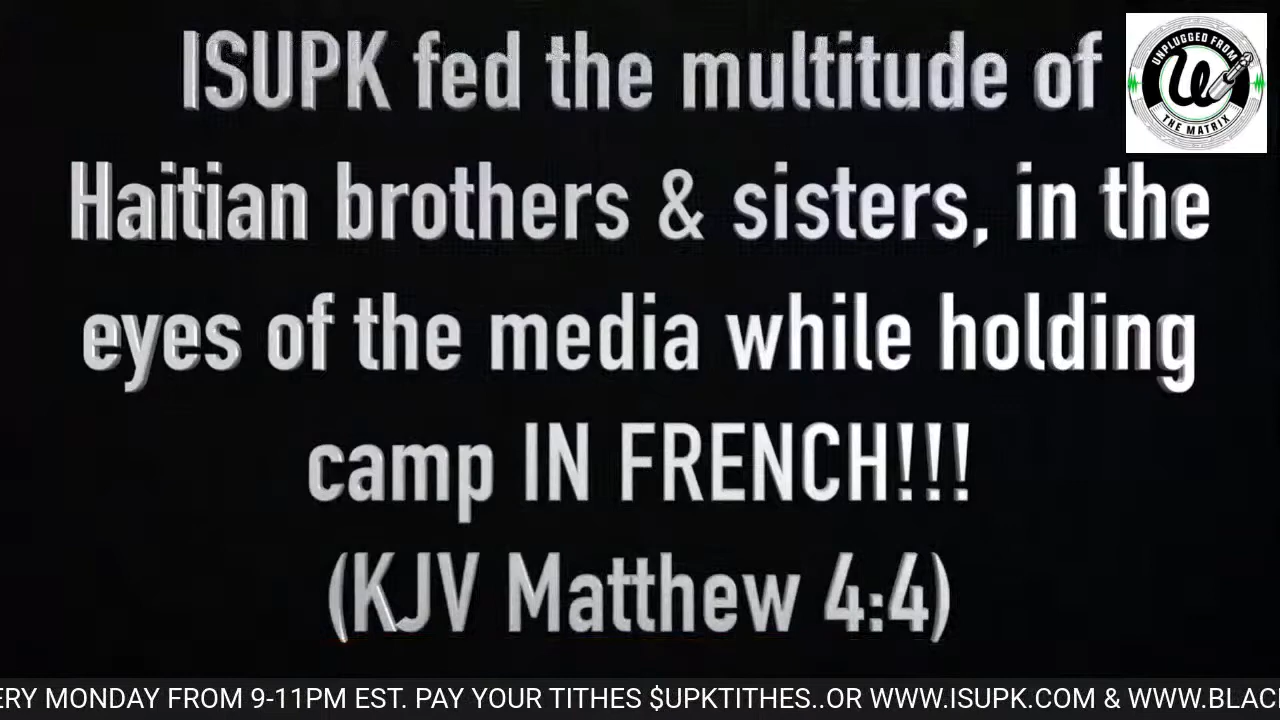 ISUPK fed the multitude of
Haitian brothers & sisters, in the
eyes of the media while holding
camp IN FRENCH!!!
(KJV Matthew 4:4)
UNPLUGGED FROM
THE MATRIX
ERY MONDAY FROM 9-11PM EST. PAY YOUR TITHES $UPKTITHES..OR WWW.ISUPK.COM & WWW.BLAC